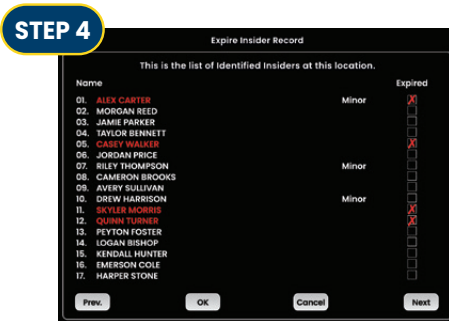 STEP 4
Expire Insider Record
This is the list of Identified Insiders at this location.
Name Expired
01. ALEX CARTER Minor ✗
02. MORGAN REED
03. JAMIE PARKER
04. TAYLOR BENNETT
05. CASEY WALKER ✗
06. JORDAN PRICE
07. RILEY THOMPSON Minor
08. CAMERON BROOKS
09. AVERY SULLIVAN
10. DREW HARRISON Minor
11. SKYLER MORRIS ✗
12. QUINN TURNER ✗
13. PEYTON FOSTER
14. LOGAN BISHOP
15. KENDALL HUNTER
16. EMERSON COLE
17. HARPER STONE
Prev. OK Cancel Next